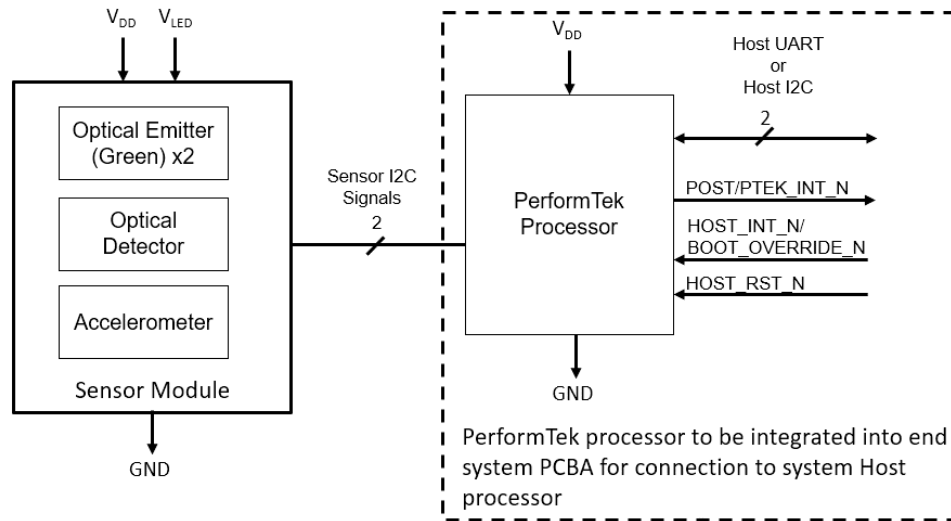 VDD
VLED
Optical Emitter
(Green) x2
Optical
Detector
Accelerometer
Sensor Module
GND
Sensor I2C
Signals
2
VDD
PerformTek
Processor
GND
Host UART
or
Host I2C
2
POST/PTEK_INT_N
HOST_INT_N/
BOOT_OVERRIDE_N
HOST_RST_N
PerformTek processor to be integrated into end
system PCBA for connection to system Host
processor